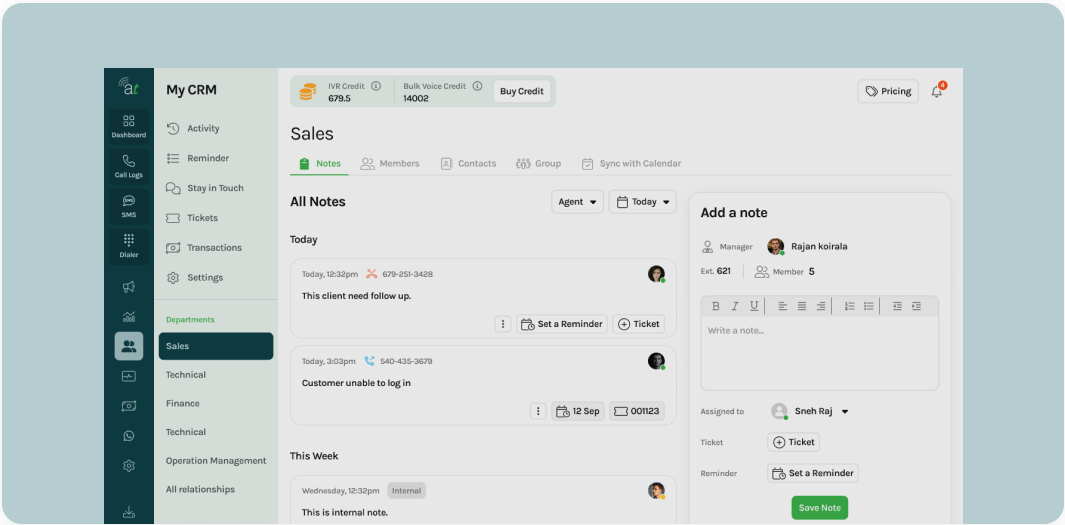 at
Dashboard
Call Logs
SMS
SMS
Dialer
My CRM
Activity
Reminder
Stay in Touch
Tickets
Transactions
Settings
Departments
Sales
Technical
Finance
Technical
Operation Management
All relationships
IVR Credit
679.5
Bulk Voice Credit
14002
Buy Credit
Pricing
4
Sales
Notes
Members
Contacts
Group
Sync with Calendar
All Notes
Agent
Today
Today
Today, 12:32pm 679-251-3428
This client need follow up.
Set a Reminder
Ticket
Today, 3:03pm 540-435-3679
Customer unable to log in
12 Sep
001123
This Week
Wednesday, 12:32pm Internal
This is internal note.
Add a note
Manager Rajan koirala
Ext. 621 Member 5
B I U
Write a note...
Assigned to Sneh Raj
Ticket Ticket
Reminder Set a Reminder
Save Note